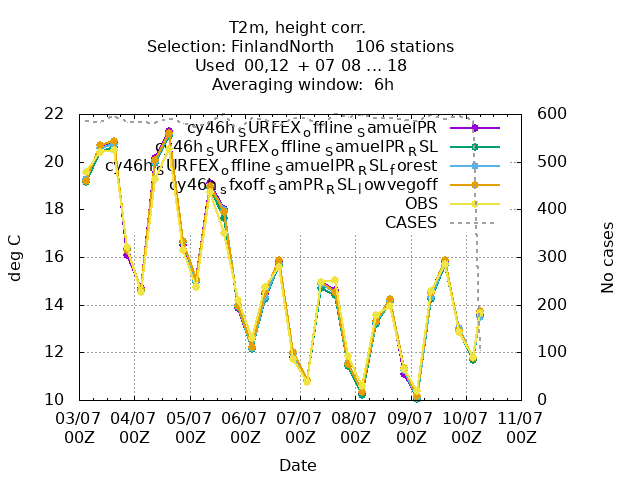 T2m, height corr.
Selection: FinlandNorth 106 stations
Used 00,12 + 07 08 ... 18
Averaging window: 6h
cy46h_SURFEX_offline_SamuelPR
cy46h_SURFEX_offline_SamuelPR_RSL
cy46h_SURFEX_offline_SamuelPR_RSL_forest
cy46h_sfxoff_SamPR_RSL_lowvegoff
OBS
CASES
22
20
18
16
14
12
10
600
500
400
300
200
100
0
deg C
No cases
03/07 04/07 05/07 06/07 07/07 08/07 09/07 10/07 11/07
00Z 00Z 00Z 00Z 00Z 00Z 00Z 00Z 00Z
Date